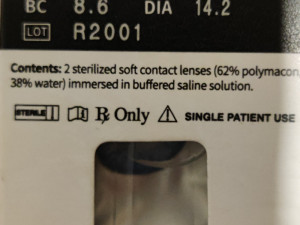 BC 8.6 DIA 14.2
LOT R2001
Contents: 2 sterilized soft contact lenses (62% polymacon,
38% water) immersed in buffered saline solution.
STERILE Rx Only SINGLE PATIENT USE